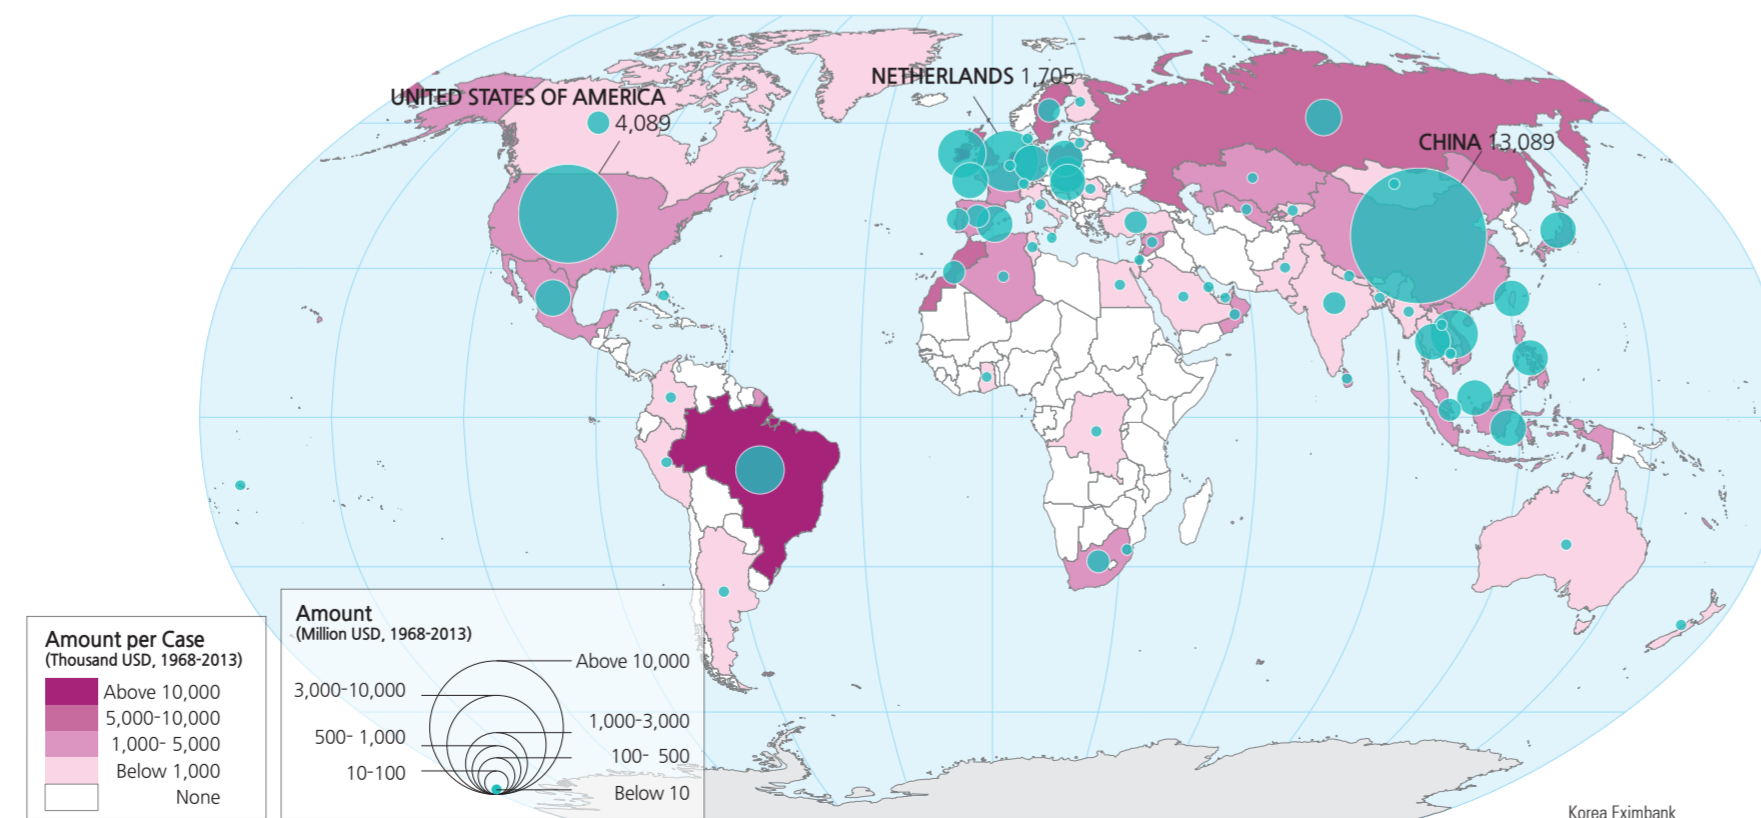 NETHERLANDS 1,705
UNITED STATES OF AMERICA
4,089
CHINA 13,089
Amount per Case
(Thousand USD, 1968-2013)
Above 10,000
5,000-10,000
1,000- 5,000
Below 1,000
None
Amount
(Million USD, 1968-2013)
Above 10,000
3,000-10,000
1,000-3,000
500- 1,000
100- 500
10-100
Below 10
Korea Eximbank